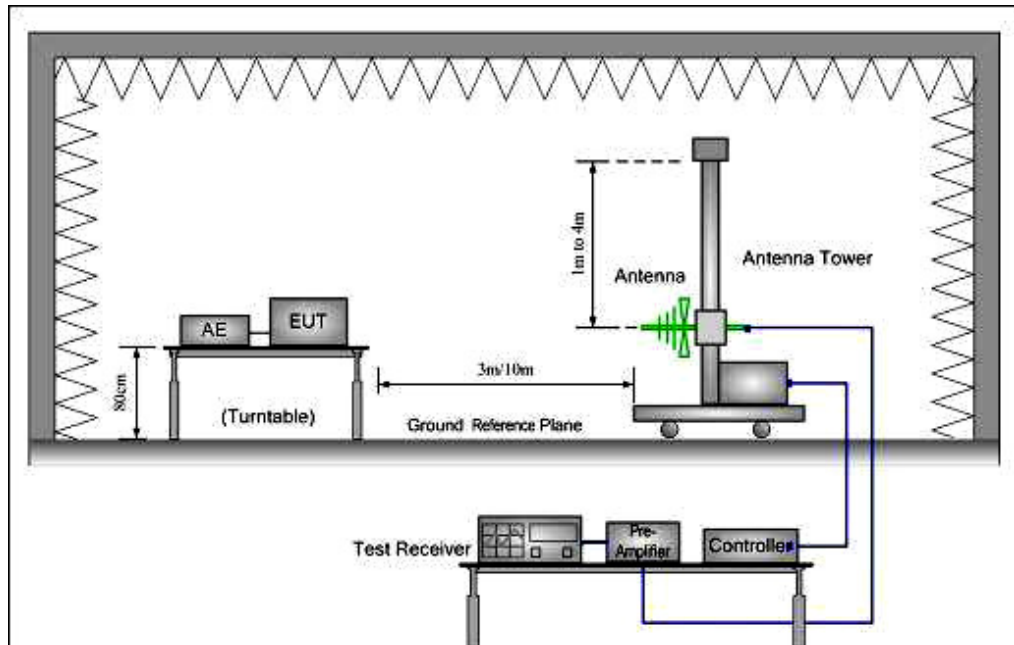 1m to 4m
Antenna
Antenna Tower
AE
EUT
80cm
3m/10m
(Turntable)
Ground Reference Plane
Test Receiver
Pre-
Amplifier
Controller